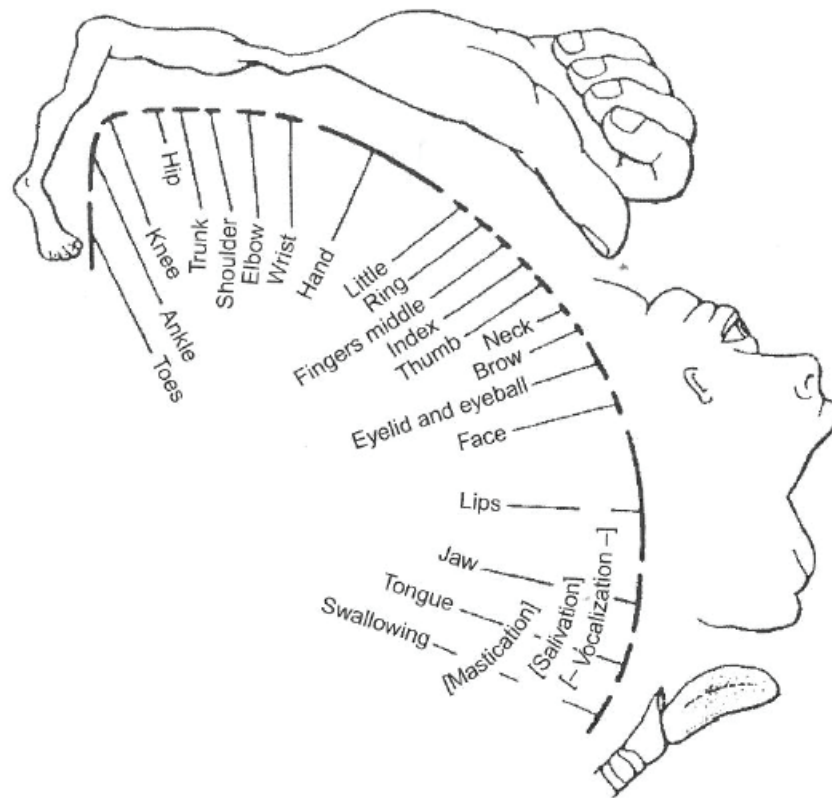 Toes
Ankle
Knee
Hip
Trunk
Shoulder
Elbow
Wrist
Hand
Little
Ring
Fingers middle
Index
Thumb
Neck
Brow
Eyelid and eyeball
Face
Lips
Jaw
Tongue
Swallowing
[Mastication]
[Salivation]
[– Vocalization –]